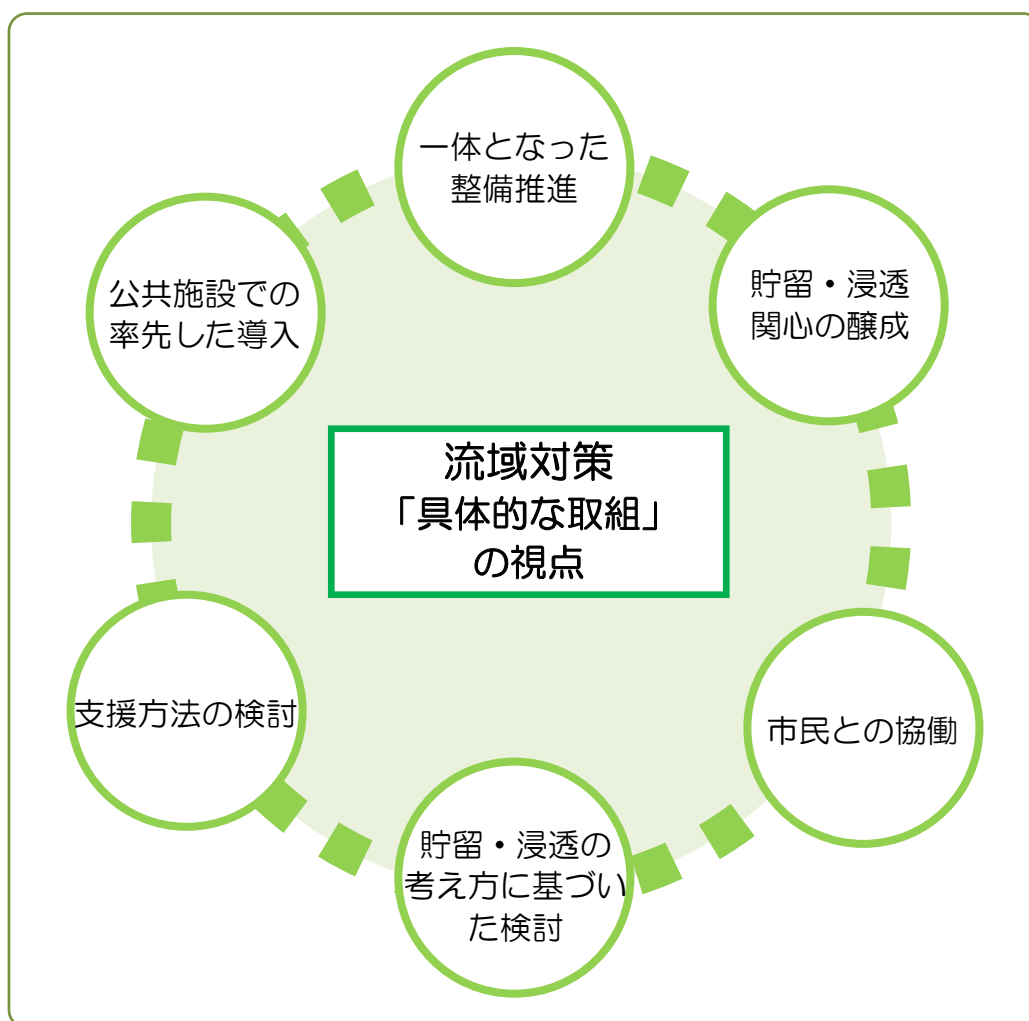 一体となった
整備推進
貯留・浸透
関心の醸成
公共施設での
率先した導入
流域対策
「具体的な取組」
の視点
支援方法の検討
市民との協働
貯留・浸透の
考え方に基づい
た検討